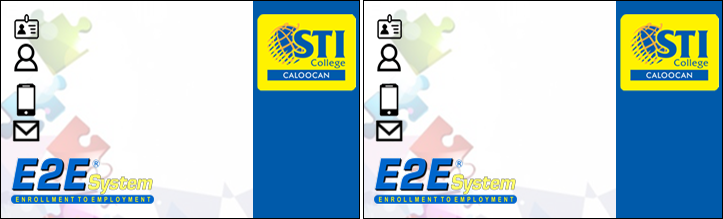 STI
College
CALOOCAN
E2E® System
ENROLLMENT TO EMPLOYMENT
STI
College
CALOOCAN
E2E® System
ENROLLMENT TO EMPLOYMENT